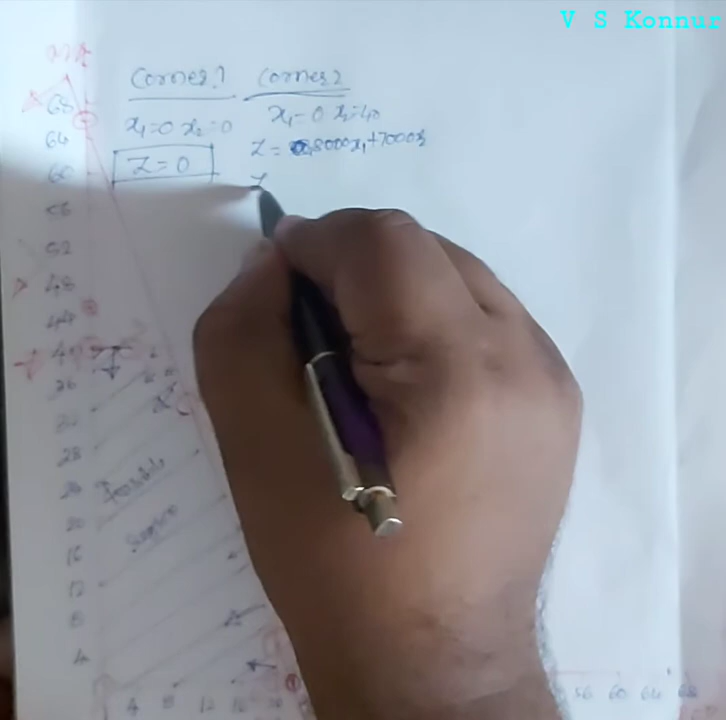 V S Konnur
Corner.1 Corner 2
x₁=0 x₂=0 x₁=0 x₂=40
Z=0 Z = 8000x₁+7000x₂
Z
68
64
60
56
52
48
44
40
36
28
20
16
12
8
4
Feasible
Region
4 8 12 16 56 60 64 68